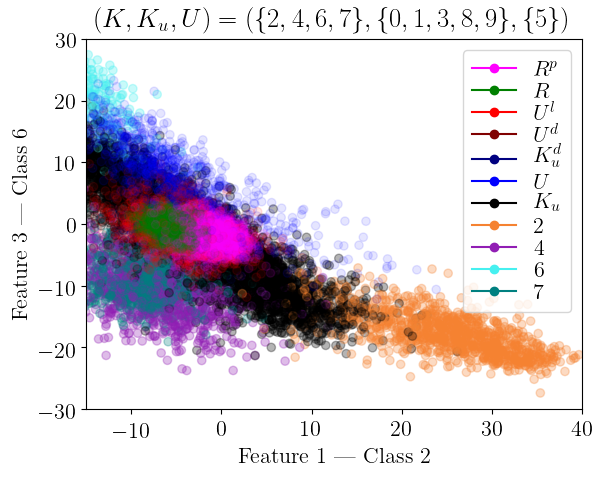 (K, K_u, U) = ({2, 4, 6, 7}, {0, 1, 3, 8, 9}, {5})
30
20
10
0
−10
−20
−30
Feature 3 — Class 6
−10
0
10
20
30
40
Feature 1 — Class 2
R^p
R
U^l
U^d
K_u^d
U
K_u
2
4
6
7